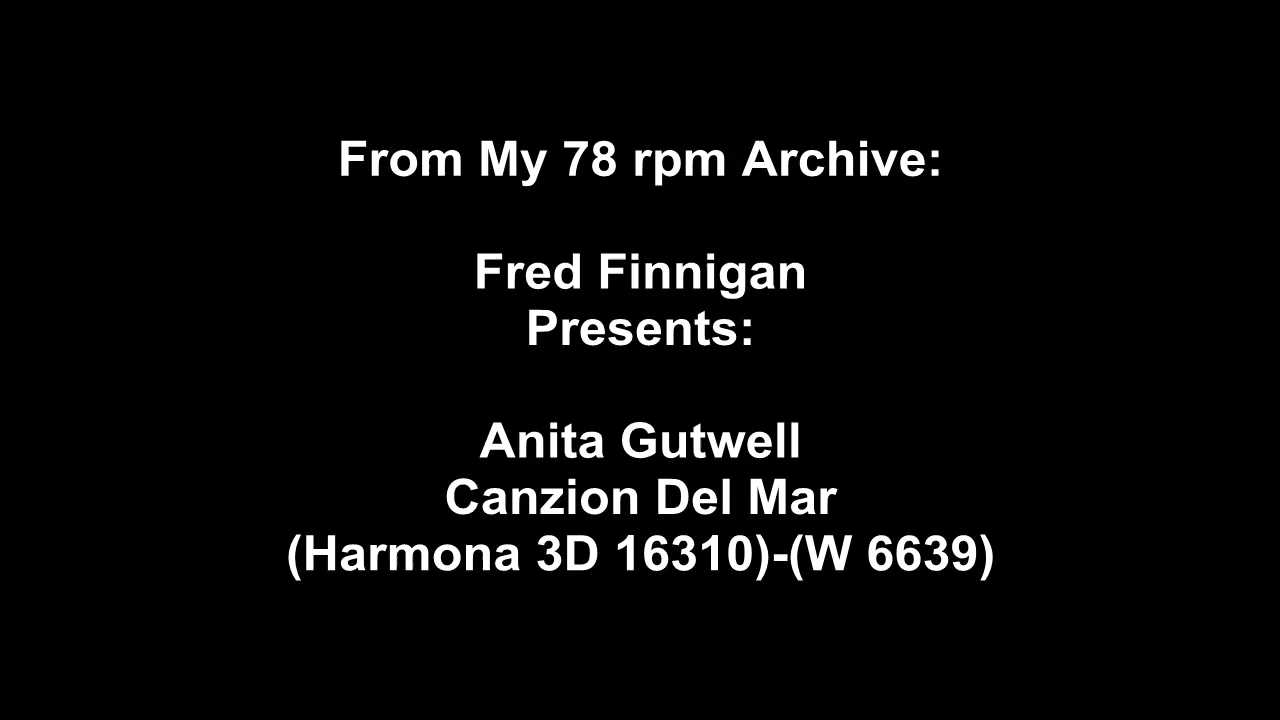 From My 78 rpm Archive:
Fred Finnigan
Presents:
Anita Gutwell
Canzion Del Mar
(Harmona 3D 16310)-(W 6639)